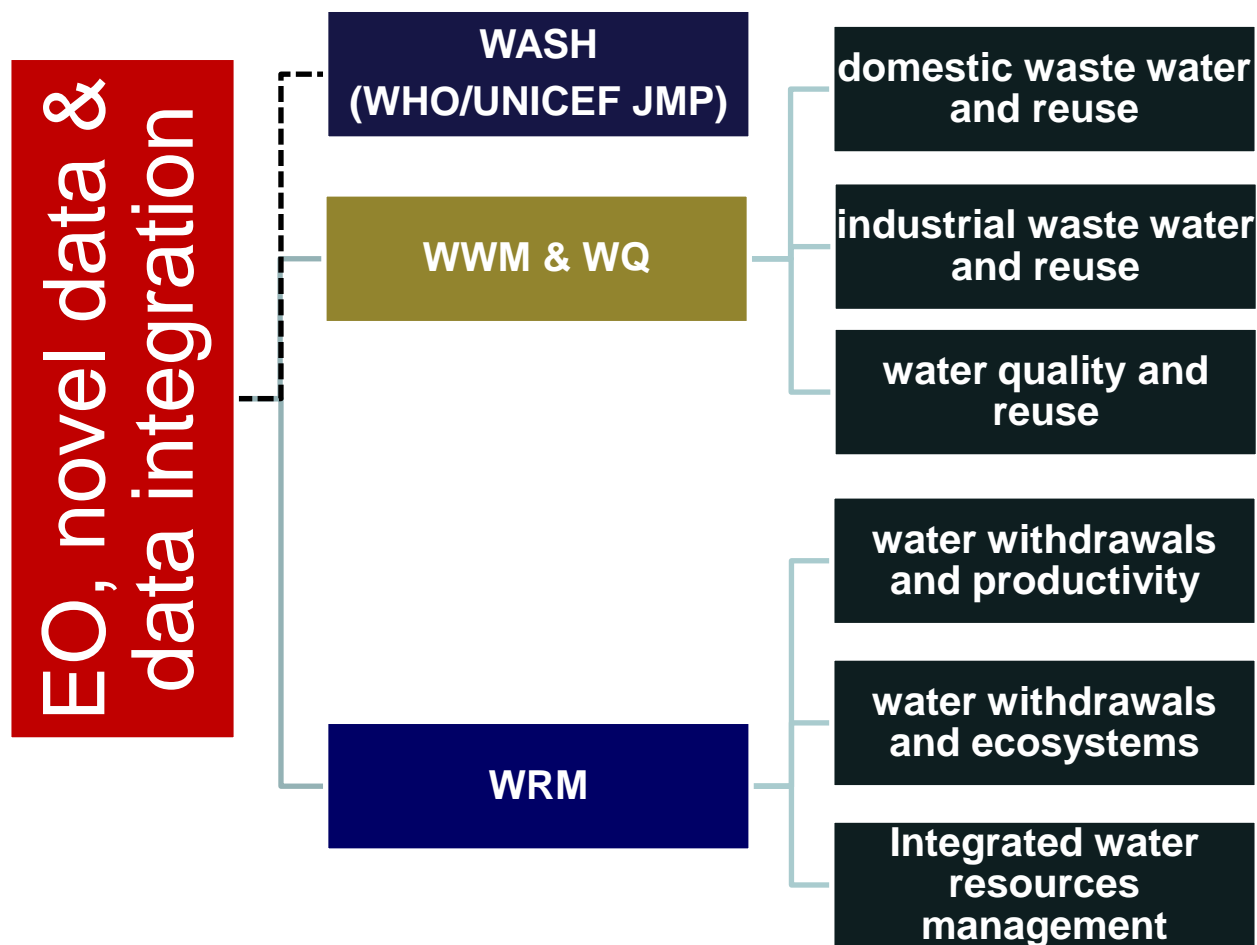 EO, novel data &
data integration
WASH
(WHO/UNICEF JMP)
WWM & WQ
WRM
domestic waste water
and reuse
industrial waste water
and reuse
water quality and
reuse
water withdrawals
and productivity
water withdrawals
and ecosystems
Integrated water
resources
management